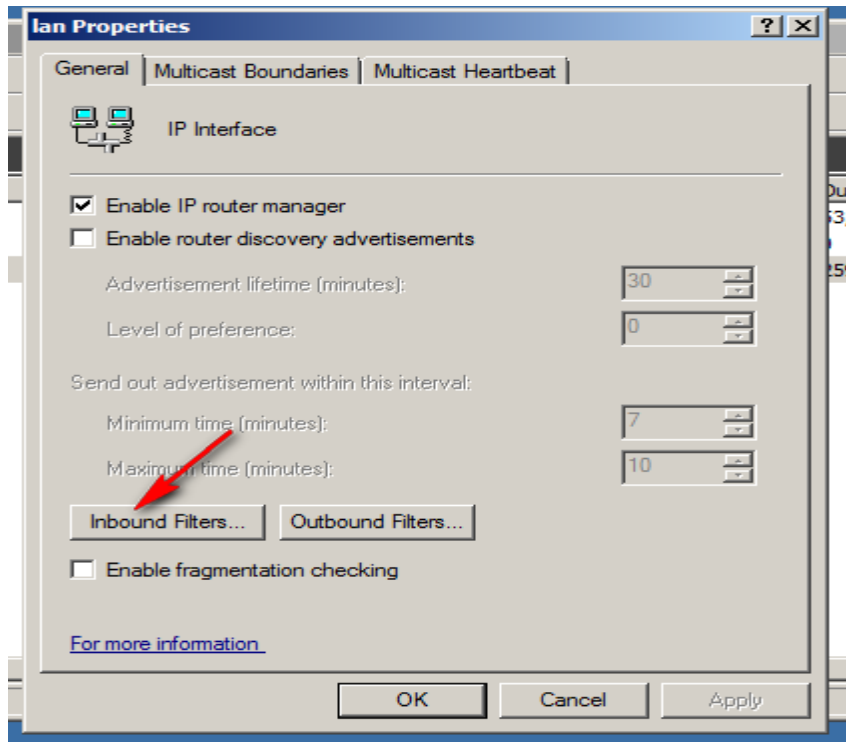 lan Properties
General Multicast Boundaries Multicast Heartbeat
IP Interface
Enable IP router manager
Enable router discovery advertisements
Advertisement lifetime (minutes): 30
Level of preference: 0
Send out advertisement within this interval:
Minimum time (minutes): 7
Maximum time (minutes): 10
Inbound Filters... Outbound Filters...
Enable fragmentation checking
For more information
OK Cancel Apply